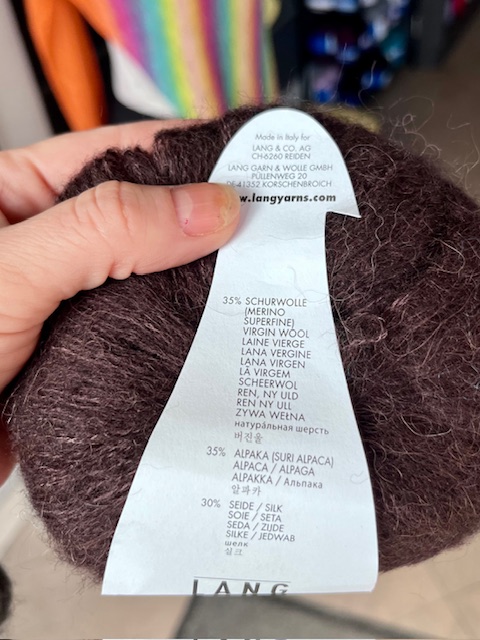 Made in Italy for
LANG & CO. AG
CH-6260 REIDEN
LANG GARN & WOLLE GMBH
PÜLLENWEG 20
DE-41352 KORSCHENBROICH
w.langyarns.com
35% SCHURWOLLE
(MERINO
SUPERFINE)
VIRGIN WOOL
LAINE VIERGE
LANA VERGINE
LANA VIRGEN
LÃ VIRGEM
SCHEERWOL
REN, NY ULD
REN NY ULL
ŻYWA WEŁNA
натуральная шерсть
버진울
35% ALPAKA (SURI ALPACA)
ALPACA / ALPAGA
ALPAKKA / Альпака
알파카
30% SEIDE / SILK
SOIE / SETA
SEDA / ZIJDE
SILKE / JEDWAB
шелк
실크
LANG